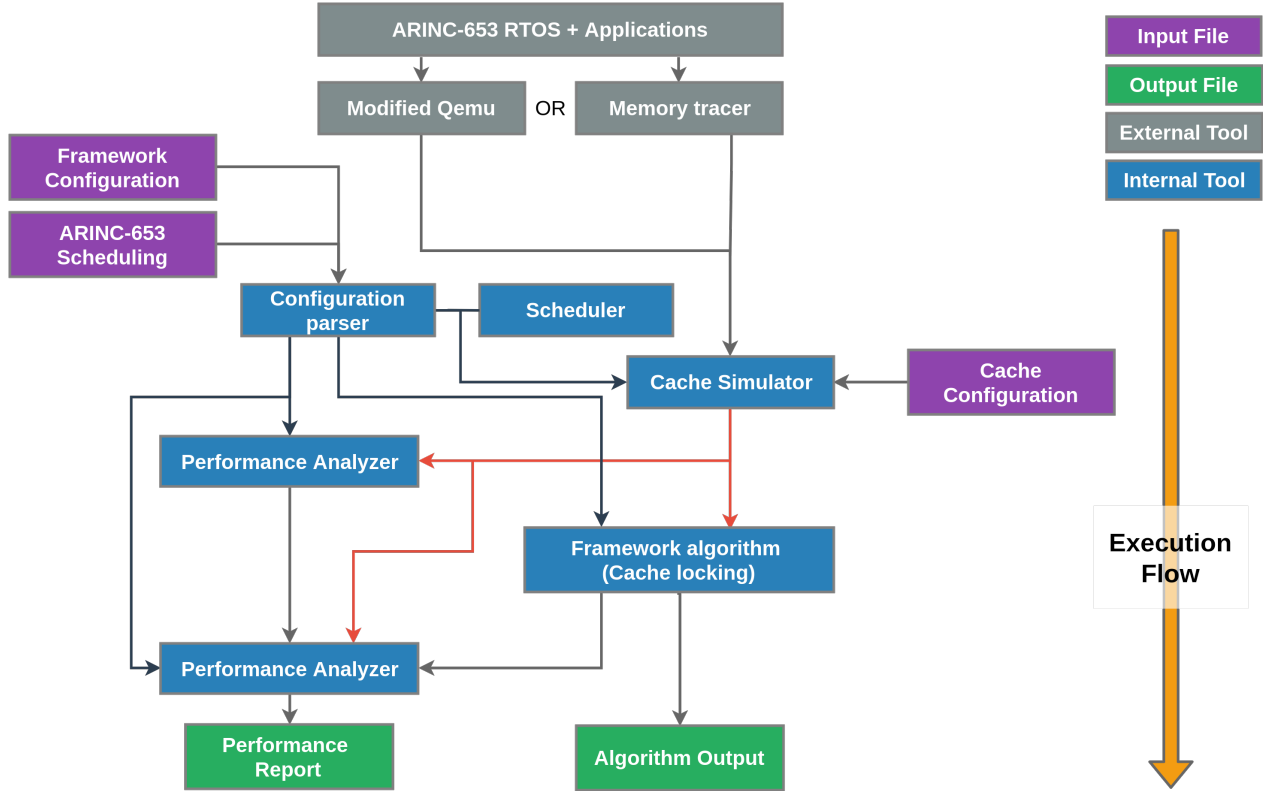 ARINC-653 RTOS + Applications
Modified Qemu
OR
Memory tracer
Input File
Output File
External Tool
Internal Tool
Framework
Configuration
ARINC-653
Scheduling
Configuration
parser
Scheduler
Cache Simulator
Cache
Configuration
Performance Analyzer
Framework algorithm
(Cache locking)
Execution
Flow
Performance Analyzer
Performance
Report
Algorithm Output